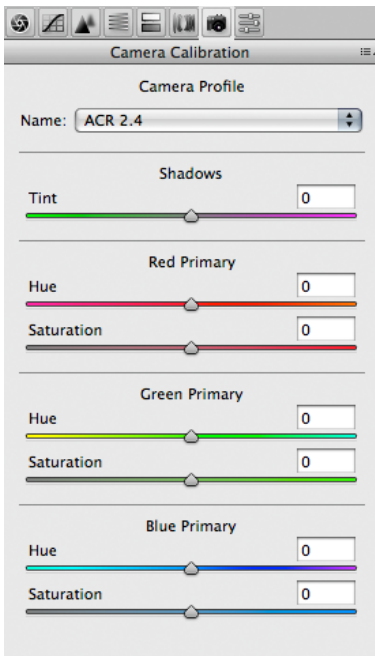 Camera Calibration
Camera Profile
Name: ACR 2.4
Shadows
Tint 0
Red Primary
Hue 0
Saturation 0
Green Primary
Hue 0
Saturation 0
Blue Primary
Hue 0
Saturation 0